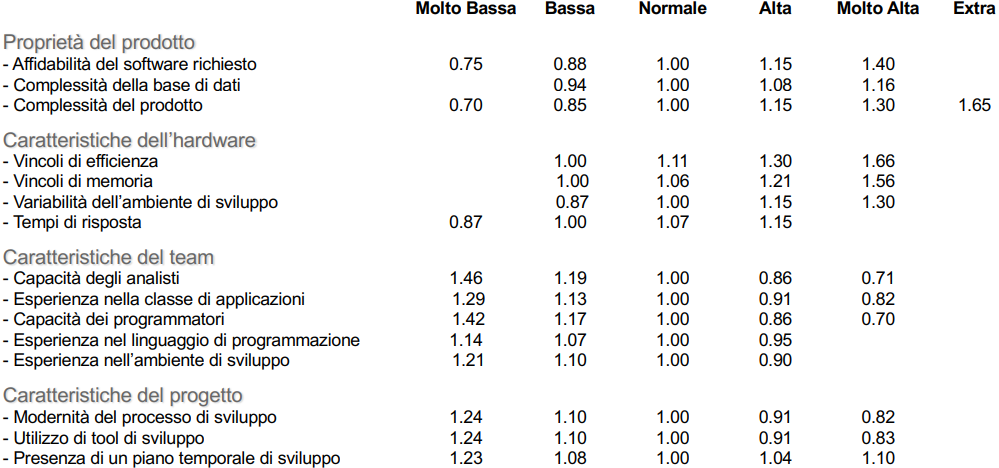 Molto Bassa Bassa Normale Alta Molto Alta Extra
Proprietà del prodotto
- Affidabilità del software richiesto 0.75 0.88 1.00 1.15 1.40
- Complessità della base di dati 0.94 1.00 1.08 1.16
- Complessità del prodotto 0.70 0.85 1.00 1.15 1.30 1.65
Caratteristiche dell'hardware
- Vincoli di efficienza 1.00 1.11 1.30 1.66
- Vincoli di memoria 1.00 1.06 1.21 1.56
- Variabilità dell'ambiente di sviluppo 0.87 1.00 1.15 1.30
- Tempi di risposta 0.87 1.00 1.07 1.15
Caratteristiche del team
- Capacità degli analisti 1.46 1.19 1.00 0.86 0.71
- Esperienza nella classe di applicazioni 1.29 1.13 1.00 0.91 0.82
- Capacità dei programmatori 1.42 1.17 1.00 0.86 0.70
- Esperienza nel linguaggio di programmazione 1.14 1.07 1.00 0.95
- Esperienza nell'ambiente di sviluppo 1.21 1.10 1.00 0.90
Caratteristiche del progetto
- Modernità del processo di sviluppo 1.24 1.10 1.00 0.91 0.82
- Utilizzo di tool di sviluppo 1.24 1.10 1.00 0.91 0.83
- Presenza di un piano temporale di sviluppo 1.23 1.08 1.00 1.04 1.10